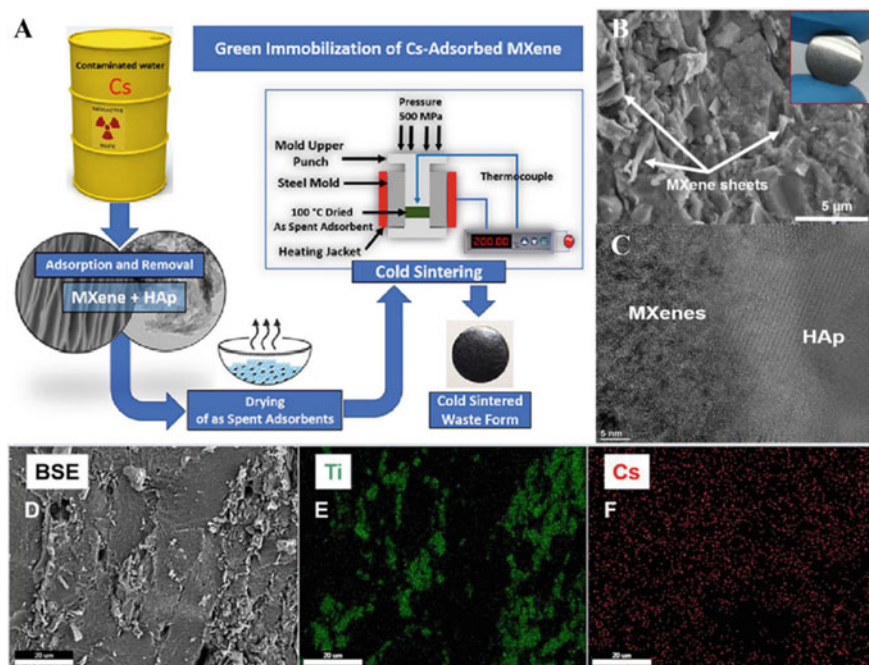 A
Green Immobilization of Cs-Adsorbed MXene
Contaminated water
Cs
RADIOACTIVE
WASTE
Adsorption and Removal
MXene + HAp
Drying
of as Spent Adsorbents
Pressure
500 MPa
Mold Upper
Punch
Steel Mold
100 °C Dried
As Spent Adsorbent
Heating Jacket
Thermocouple
200.00
Cold Sintering
Cold Sintered
Waste Form
B
MXene sheets
5 μm
C
MXenes
HAp
5 nm
BSE
D
20 μm
Ti
E
20 μm
Cs
F
20 μm